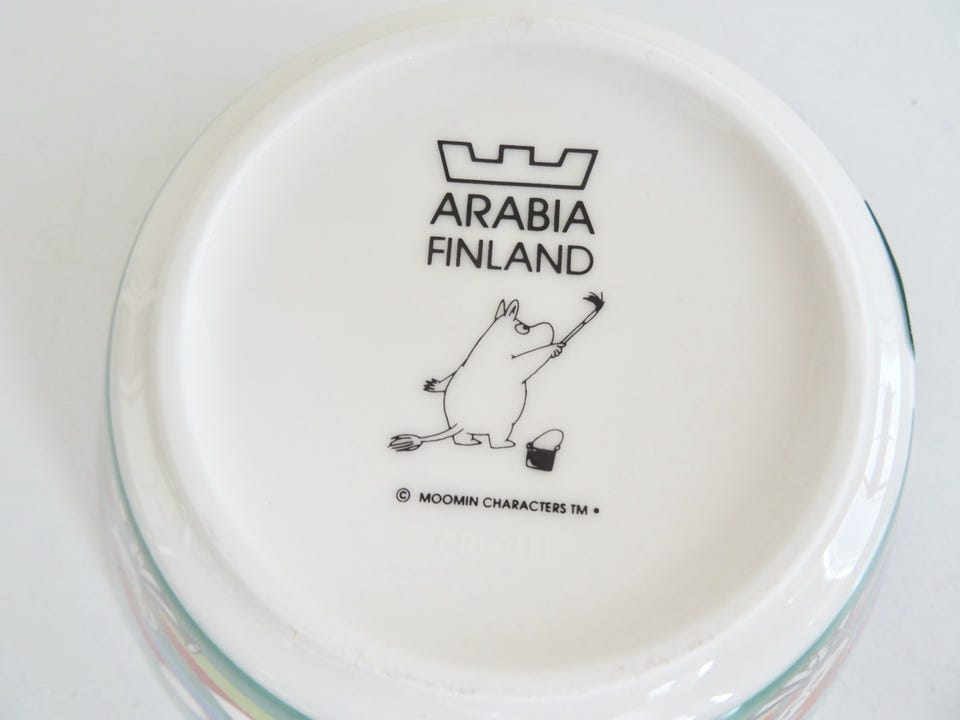 ARABIA
FINLAND
© MOOMIN CHARACTERS TM •